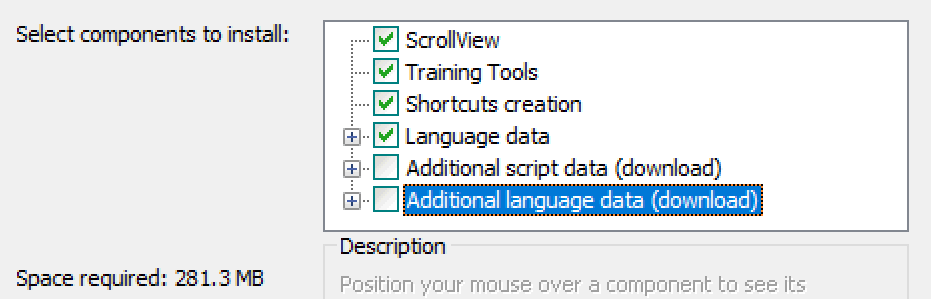 Select components to install:
ScrollView
Training Tools
Shortcuts creation
Language data
Additional script data (download)
Additional language data (download)
Description
Space required: 281.3 MB
Position your mouse over a component to see its